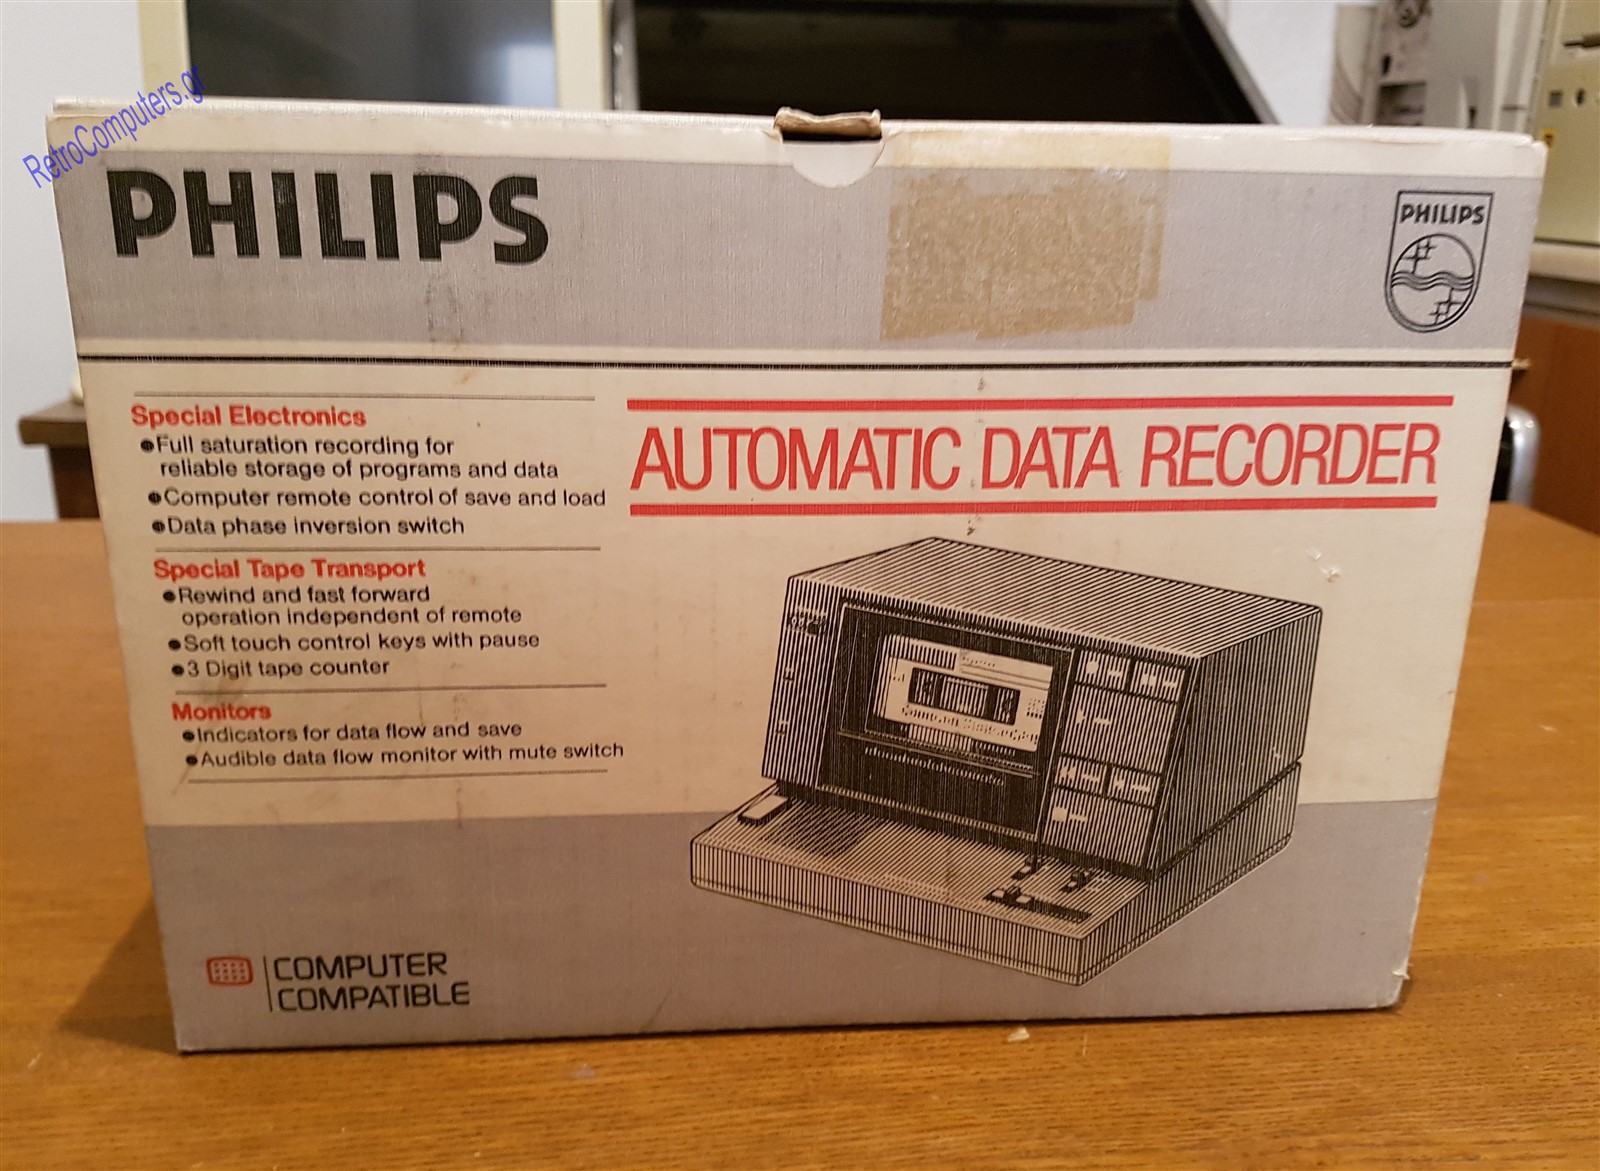 RetroComputers.gr
PHILIPS
PHILIPS
Special Electronics
●Full saturation recording for
reliable storage of programs and data
●Computer remote control of save and load
●Data phase inversion switch
Special Tape Transport
●Rewind and fast forward
operation independent of remote
●Soft touch control keys with pause
●3 Digit tape counter
Monitors
●Indicators for data flow and save
●Audible data flow monitor with mute switch
AUTOMATIC DATA RECORDER
COMPUTER
COMPATIBLE